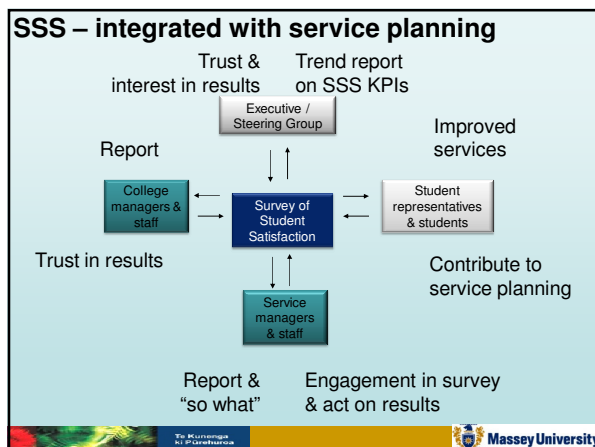 SSS – integrated with service planning
Trust &
interest in results
Trend report
on SSS KPIs
Executive /
Steering Group
Improved
services
Report
College
managers &
staff
Survey of
Student
Satisfaction
Student
representatives
& students
Trust in results
Contribute to
service planning
Service
managers
& staff
Report &
“so what”
Engagement in survey
& act on results
Te Kunenga
ki Pūrehuroa
Massey University